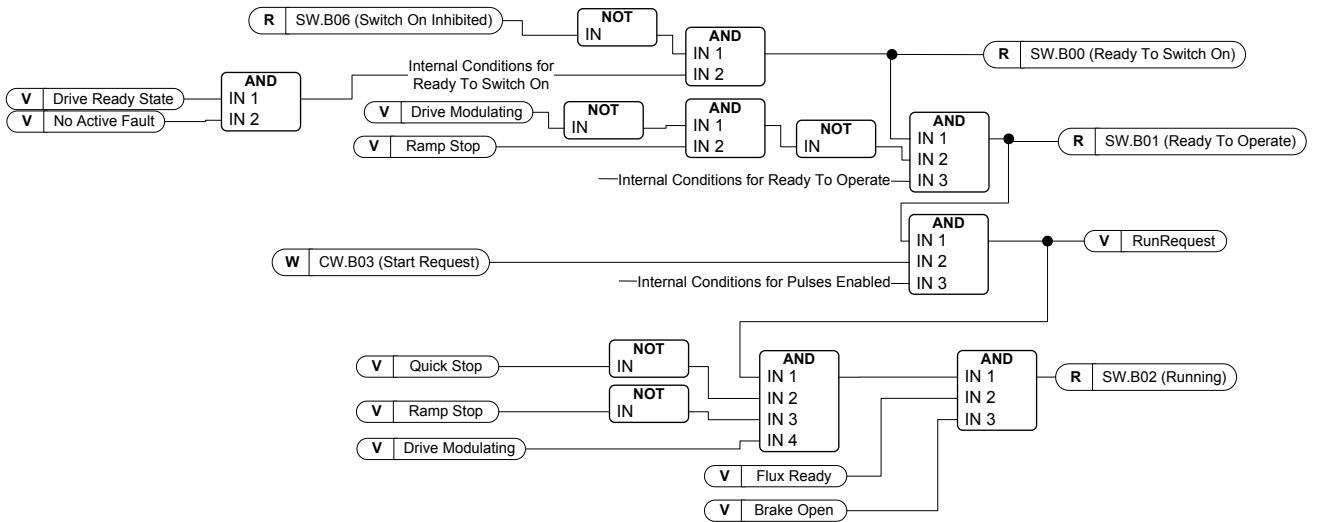 R SW.B06 (Switch On Inhibited)
NOT
IN
AND
IN 1
IN 2
R SW.B00 (Ready To Switch On)
Internal Conditions for
Ready To Switch On
AND
IN 1
IN 2
V Drive Ready State
V No Active Fault
V Drive Modulating
NOT
IN
AND
IN 1
IN 2
V Ramp Stop
NOT
IN
AND
IN 1
IN 2
IN 3
R SW.B01 (Ready To Operate)
Internal Conditions for Ready To Operate
AND
IN 1
IN 2
IN 3
V RunRequest
W CW.B03 (Start Request)
Internal Conditions for Pulses Enabled
V Quick Stop
NOT
IN
V Ramp Stop
NOT
IN
V Drive Modulating
AND
IN 1
IN 2
IN 3
IN 4
AND
IN 1
IN 2
IN 3
R SW.B02 (Running)
V Flux Ready
V Brake Open